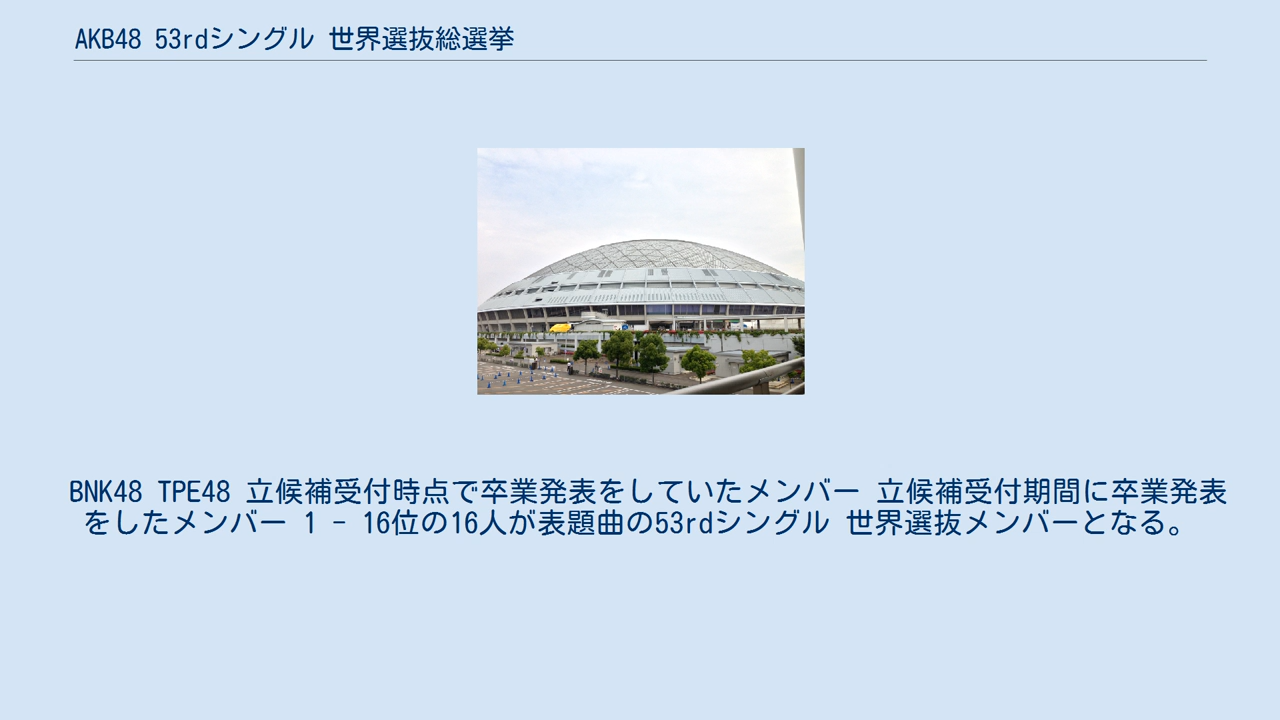 AKB48 53rdシングル 世界選抜総選挙
BNK48 TPE48 立候補受付時点で卒業発表をしていたメンバー 立候補受付期間に卒業発表
をしたメンバー 1 - 16位の16人が表題曲の53rdシングル 世界選抜メンバーとなる。